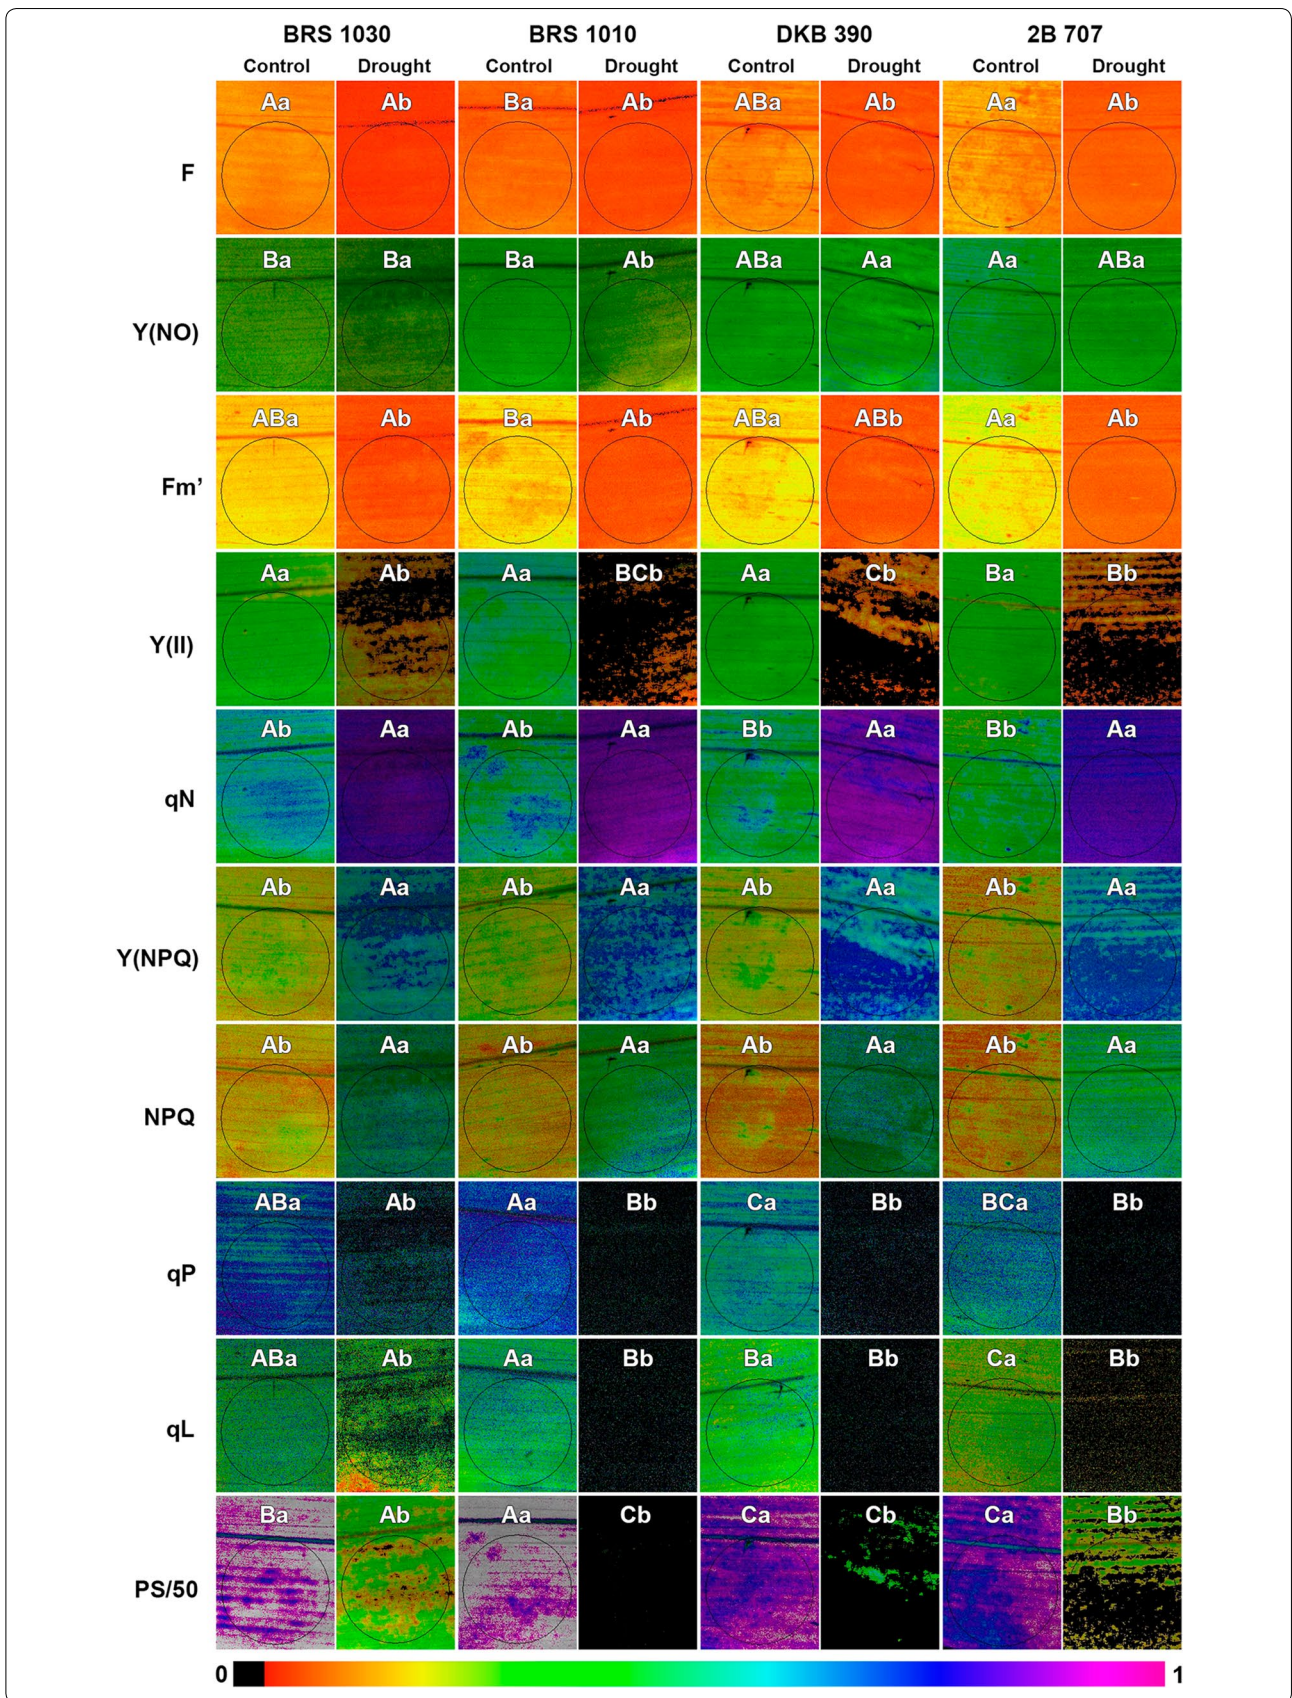 BRS 1030 BRS 1010 DKB 390 2B 707
Control Drought Control Drought Control Drought Control Drought
F Aa Ab Ba Ab ABa Ab Aa Ab
Y(NO) Ba Ba Ba Ab ABa Aa Aa ABa
Fm’ ABa Ab Ba Ab ABa ABb Aa Ab
Y(II) Aa Ab Aa BCb Aa Cb Ba Bb
qN Ab Aa Ab Aa Bb Aa Bb Aa
Y(NPQ) Ab Aa Ab Aa Ab Aa Ab Aa
NPQ Ab Aa Ab Aa Ab Aa Ab Aa
qP ABa Ab Aa Bb Ca Bb BCa Bb
qL ABa Ab Aa Bb Ba Bb Ca Bb
PS/50 Ba Ab Aa Cb Ca Cb Ca Bb
0 1